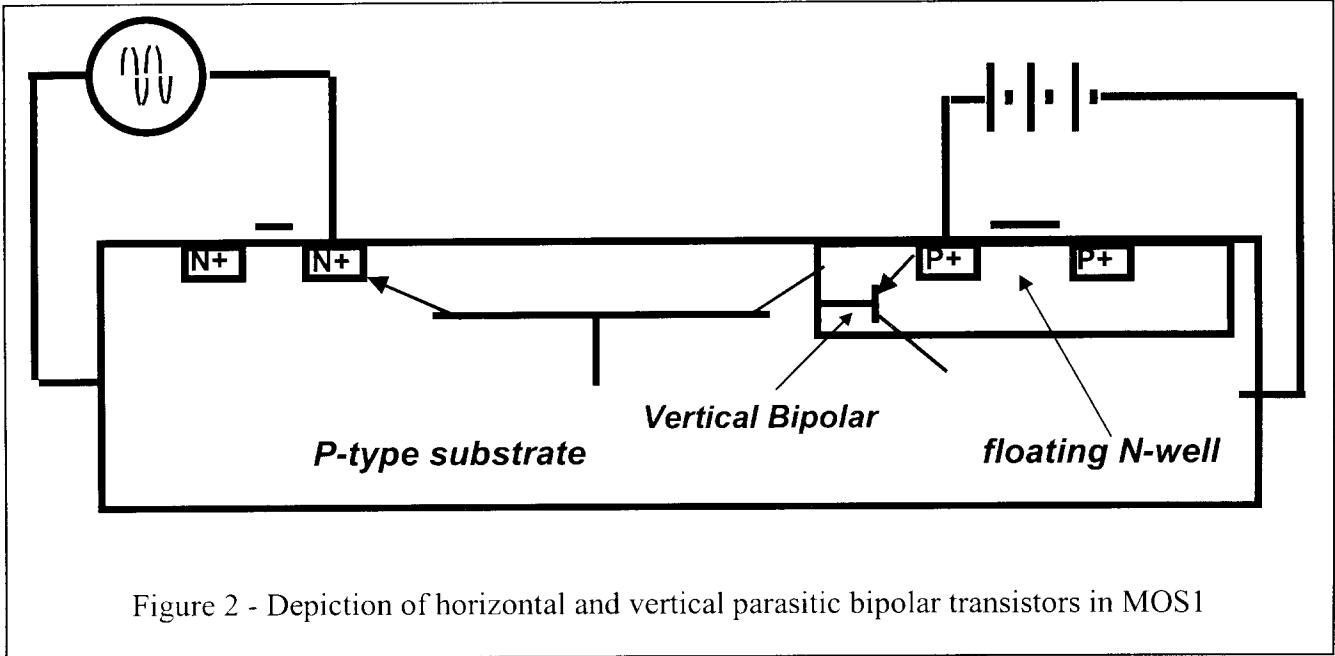 N+ N+ P+ P+
Vertical Bipolar
P-type substrate floating N-well
Figure 2 - Depiction of horizontal and vertical parasitic bipolar transistors in MOS1